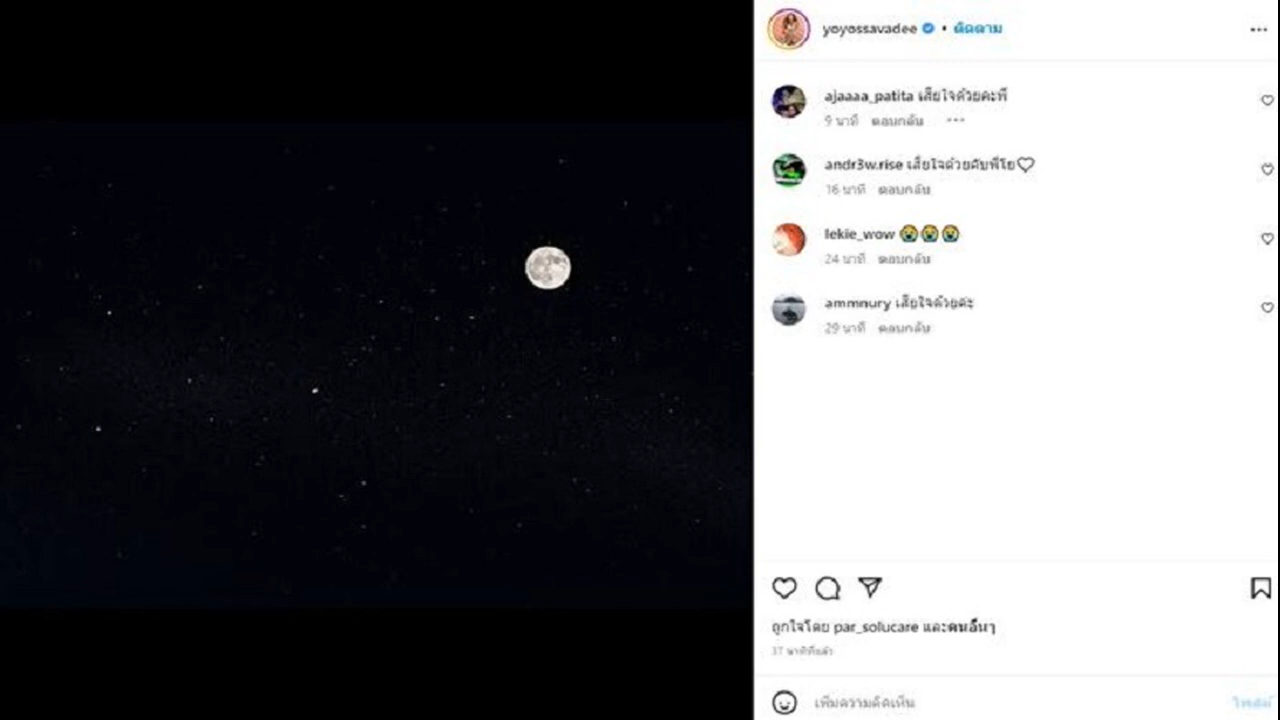 yoyossavadee • ติดตาม
ajaaaa_patita เสียใจด้วยคะพี่
9 นาที ตอบกลับ
andr3w.rise เสียใจด้วยคับพี่โย
16 นาที ตอบกลับ
lekie_wow 😭😭😭
24 นาที ตอบกลับ
ammnury เสียใจด้วยค่ะ
29 นาที ตอบกลับ
ถูกใจโดย par_solucare และคนอื่นๆ
37 นาทีที่แล้ว
เพิ่มความคิดเห็น
โพสต์